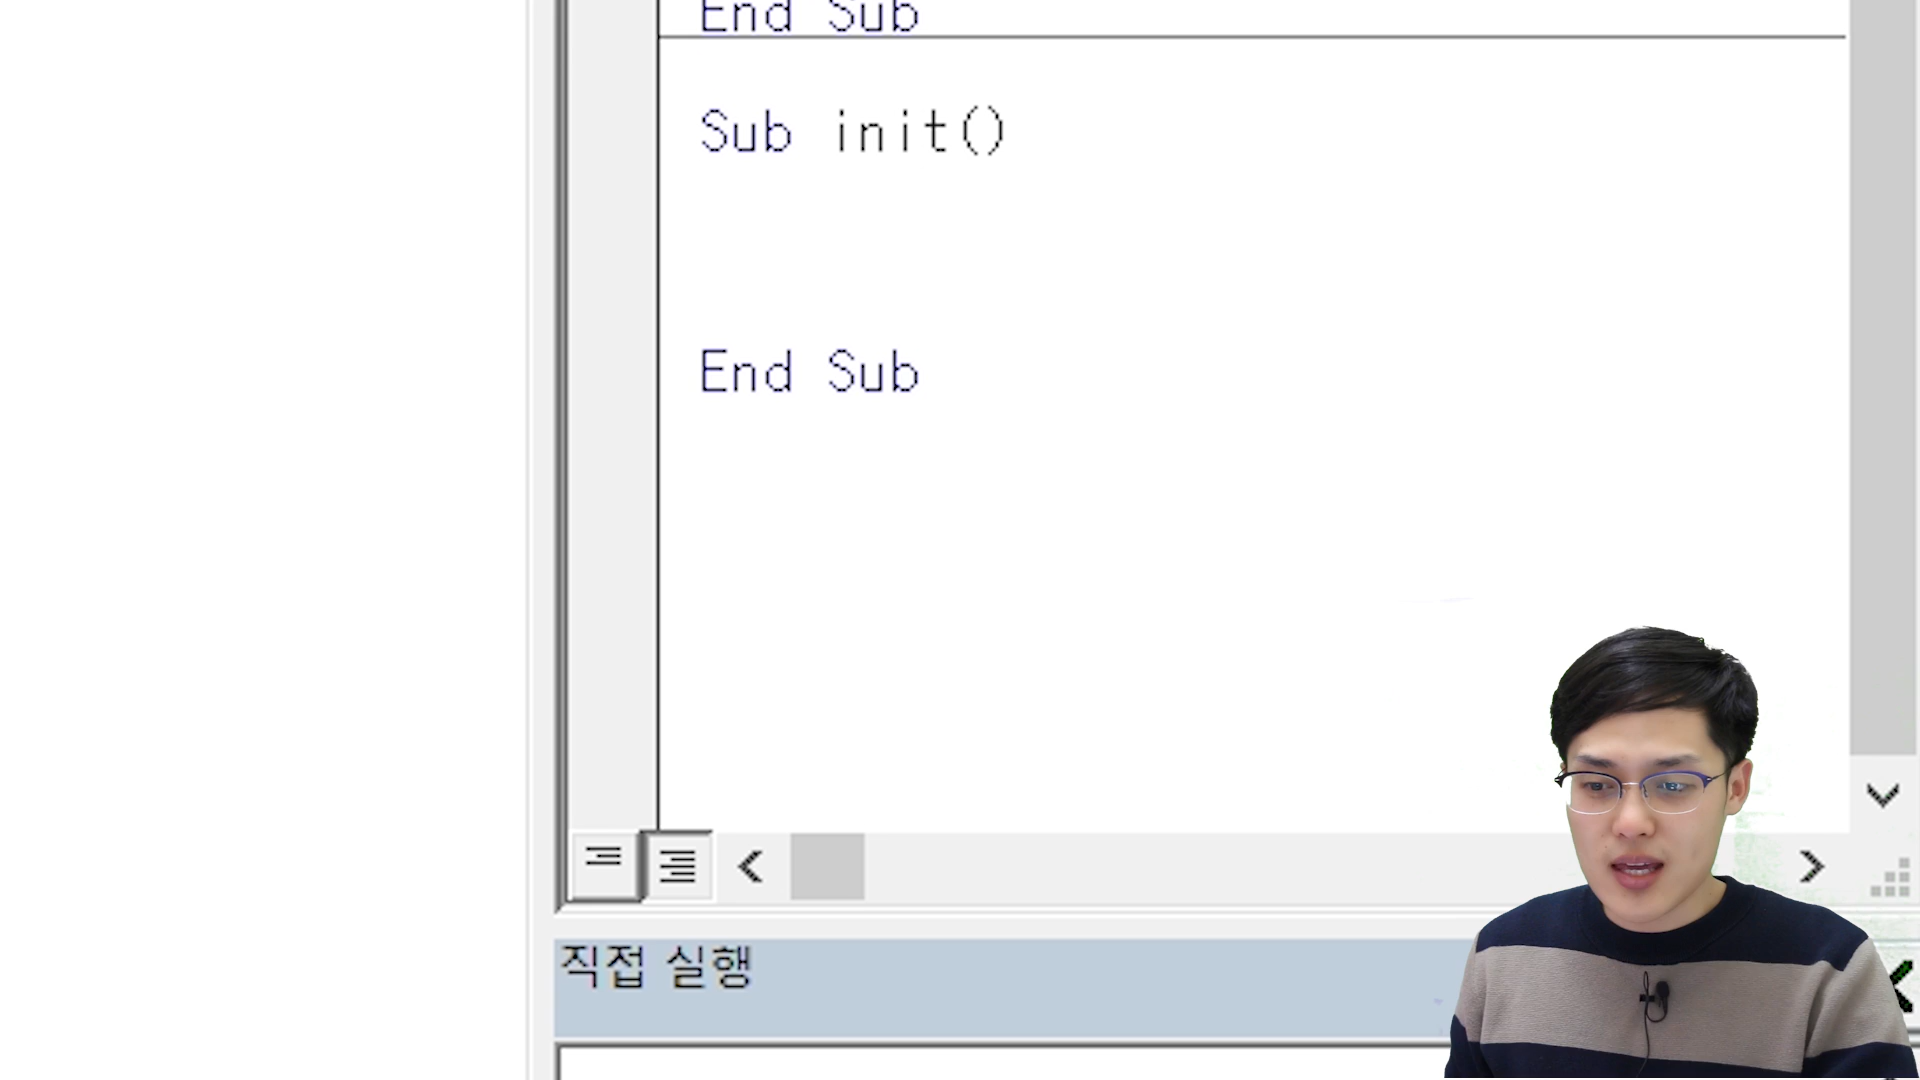 End Sub
Sub init()
End Sub
직접 실행